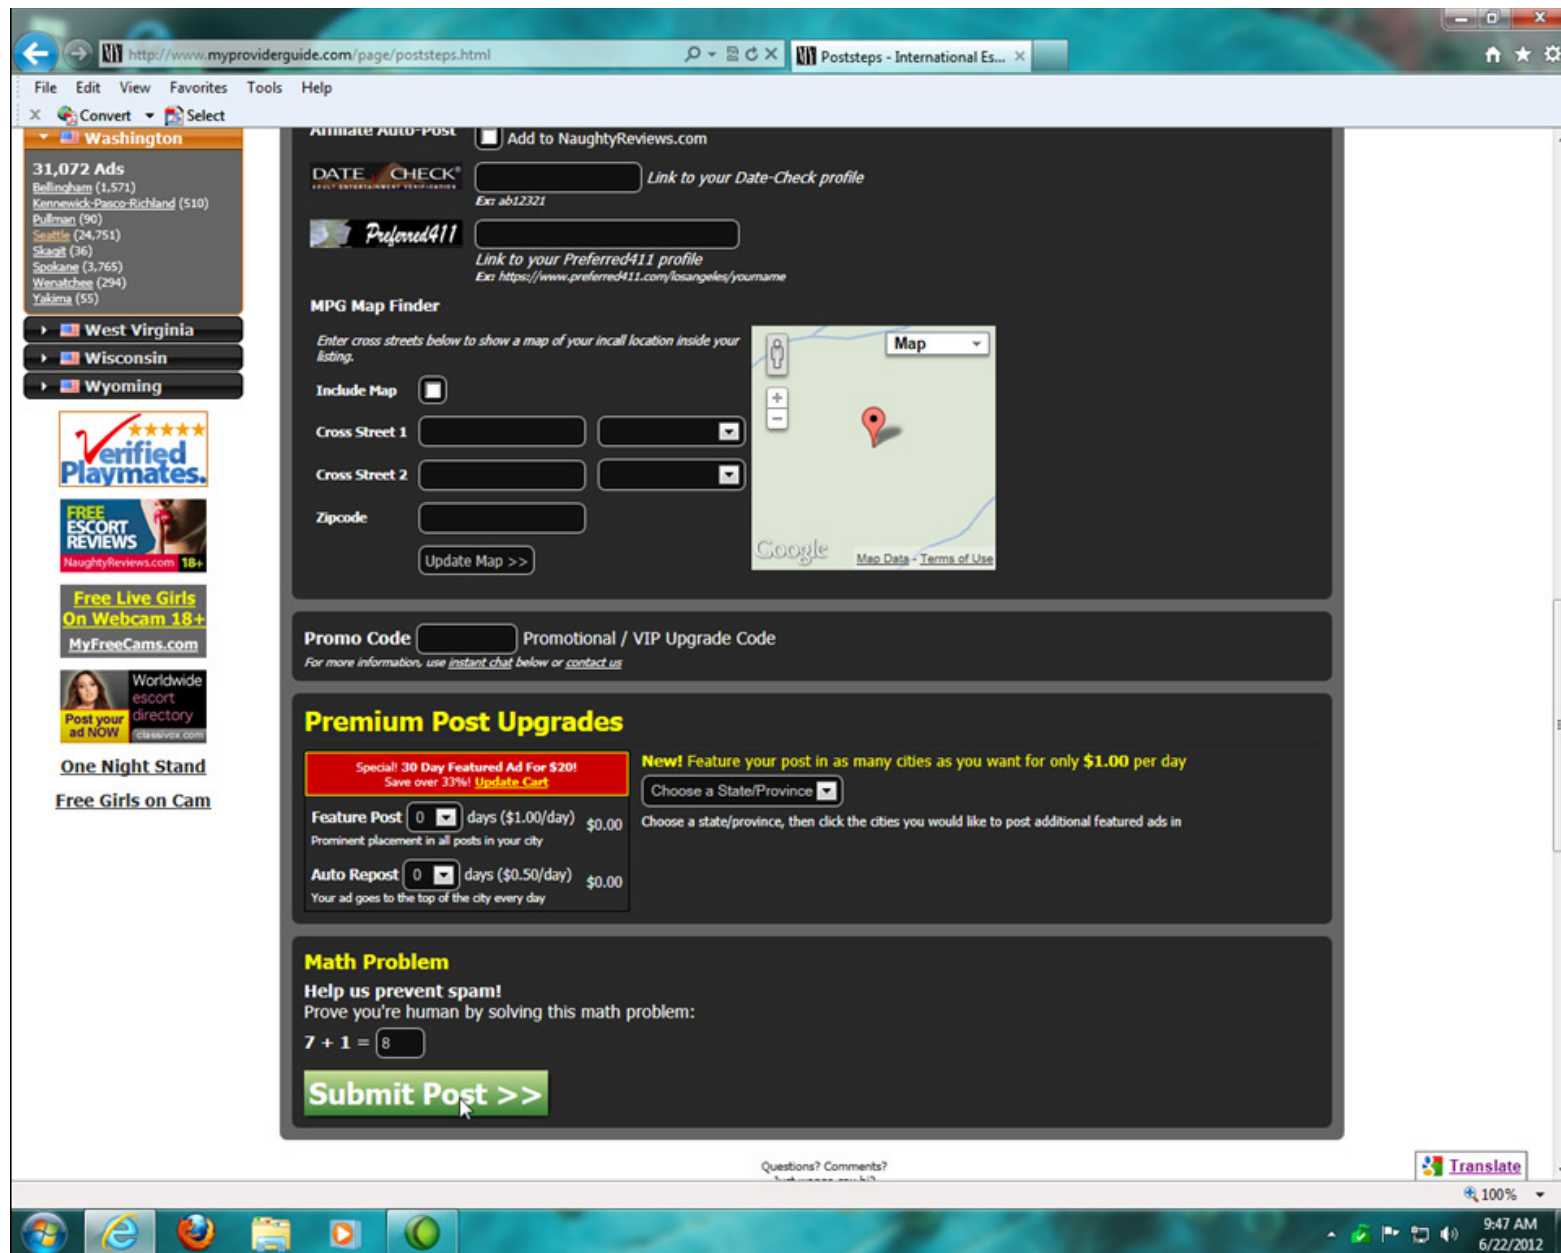 http://www.myproviderguide.com/page/poststeps.html
Poststeps - International Es...
File Edit View Favorites Tools Help
Convert Select
Washington
31,072 Ads
Bellingham (1,571)
Kennewick-Pasco-Richland (510)
Pullman (90)
Seattle (24,751)
Skagit (36)
Spokane (3,765)
Wenatchee (294)
Yakima (55)
West Virginia
Wisconsin
Wyoming
Verified
Playmates.
FREE
ESCORT
REVIEWS
NaughtyReviews.com 18+
Free Live Girls
On Webcam 18+
MyFreeCams.com
Worldwide
escort
directory
Post your
ad NOW
classivox.com
One Night Stand
Free Girls on Cam
Affiliate Auto-Post Add to NaughtyReviews.com
DATE CHECK®
ADULT ENTERTAINMENT VERIFICATION
Link to your Date-Check profile
Ex: ab12321
Preferred411
Link to your Preferred411 profile
Ex: https://www.preferred411.com/losangeles/yourname
MPG Map Finder
Enter cross streets below to show a map of your incall location inside your
listing.
Include Map
Cross Street 1
Cross Street 2
Zipcode
Update Map >>
Map
+
−
Google
Map Data - Terms of Use
Promo Code Promotional / VIP Upgrade Code
For more information, use instant chat below or contact us
Premium Post Upgrades
Special! 30 Day Featured Ad For $20!
Save over 33%! Update Cart
Feature Post 0 days ($1.00/day) $0.00
Prominent placement in all posts in your city
Auto Repost 0 days ($0.50/day) $0.00
Your ad goes to the top of the city every day
New! Feature your post in as many cities as you want for only $1.00 per day
Choose a State/Province
Choose a state/province, then click the cities you would like to post additional featured ads in
Math Problem
Help us prevent spam!
Prove you're human by solving this math problem:
7 + 1 = 8
Submit Post >>
Questions? Comments?
Translate
100%
9:47 AM
6/22/2012